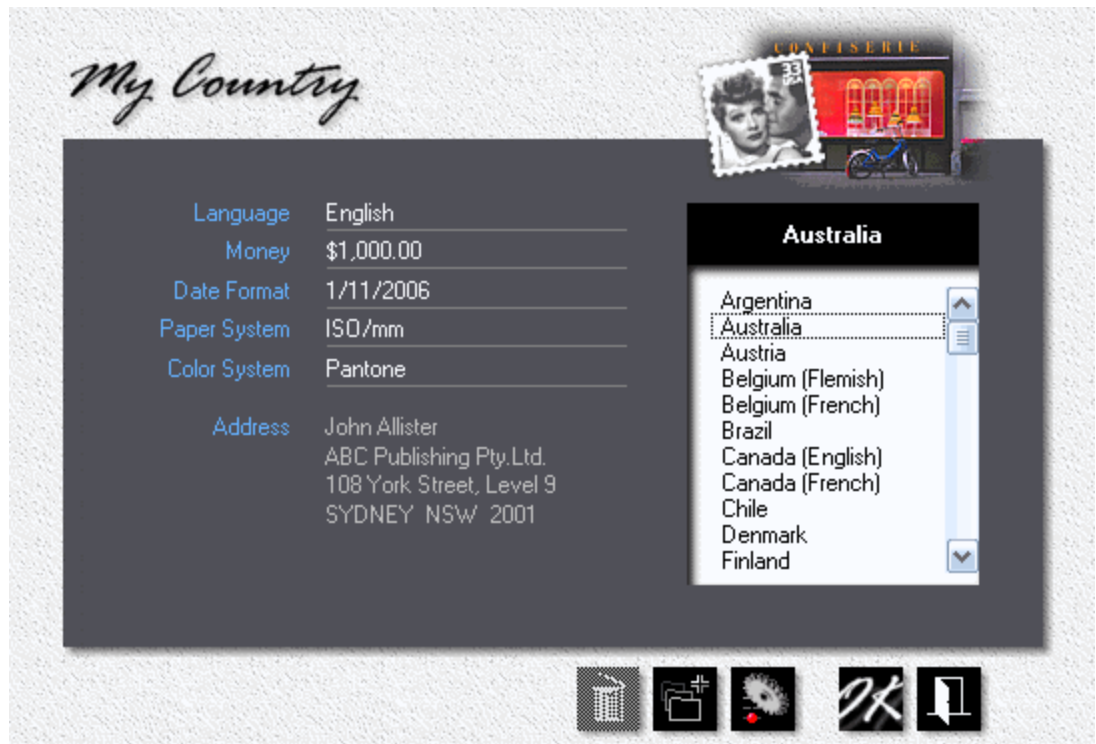 My Country
CONFISERIE
33
USA
Language English
Money $1,000.00
Date Format 1/11/2006
Paper System ISO/mm
Color System Pantone
Address John Allister
ABC Publishing Pty.Ltd.
108 York Street, Level 9
SYDNEY NSW 2001
Australia
Argentina
Australia
Austria
Belgium (Flemish)
Belgium (French)
Brazil
Canada (English)
Canada (French)
Chile
Denmark
Finland
OK